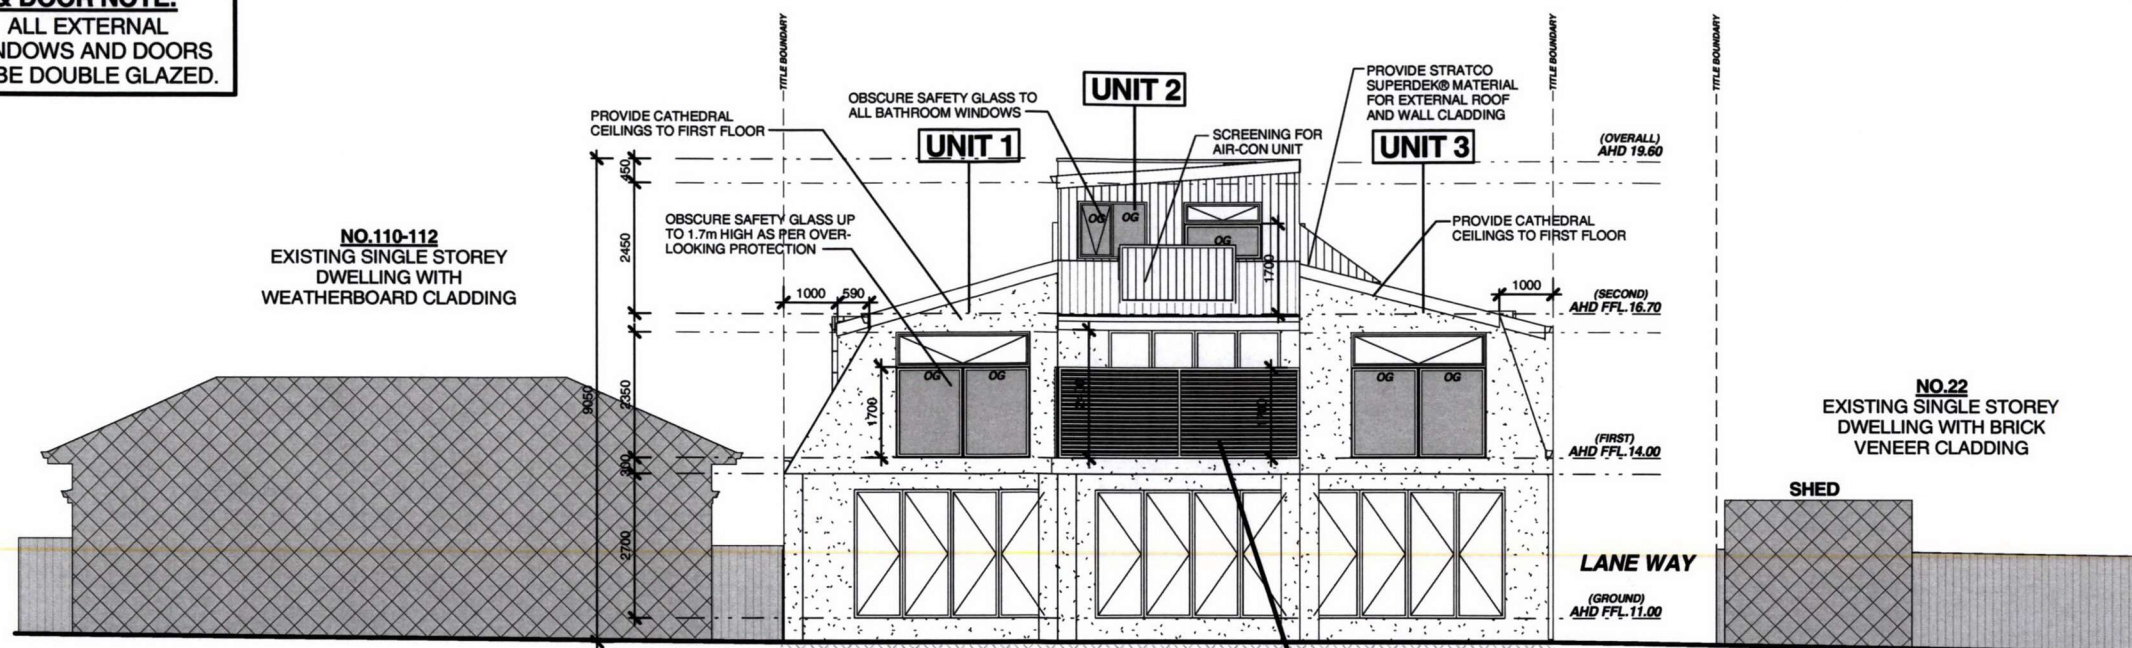 & DOOR NOTE:
ALL EXTERNAL
NDOWS AND DOORS
BE DOUBLE GLAZED.
TITLE BOUNDARY
TITLE BOUNDARY
TITLE BOUNDARY
UNIT 2
PROVIDE STRATCO
SUPERDEK® MATERIAL
FOR EXTERNAL ROOF
AND WALL CLADDING
OBSCURE SAFETY GLASS TO
ALL BATHROOM WINDOWS
PROVIDE CATHEDRAL
CEILINGS TO FIRST FLOOR
UNIT 1
SCREENING FOR
AIR-CON UNIT
UNIT 3
(OVERALL)
AHD 19.60
450
OG
OG
OG
OBSCURE SAFETY GLASS UP
TO 1.7m HIGH AS PER OVER-
LOOKING PROTECTION
PROVIDE CATHEDRAL
CEILINGS TO FIRST FLOOR
NO.110-112
EXISTING SINGLE STOREY
DWELLING WITH
WEATHERBOARD CLADDING
2450
1700
1000
590
1000
(SECOND)
AHD FFL.16.70
9050
2350
1700
OG
OG
OG
OG
NO.22
EXISTING SINGLE STOREY
DWELLING WITH BRICK
VENEER CLADDING
(FIRST)
AHD FFL.14.00
300
SHED
2700
LANE WAY
(GROUND)
AHD FFL.11.00